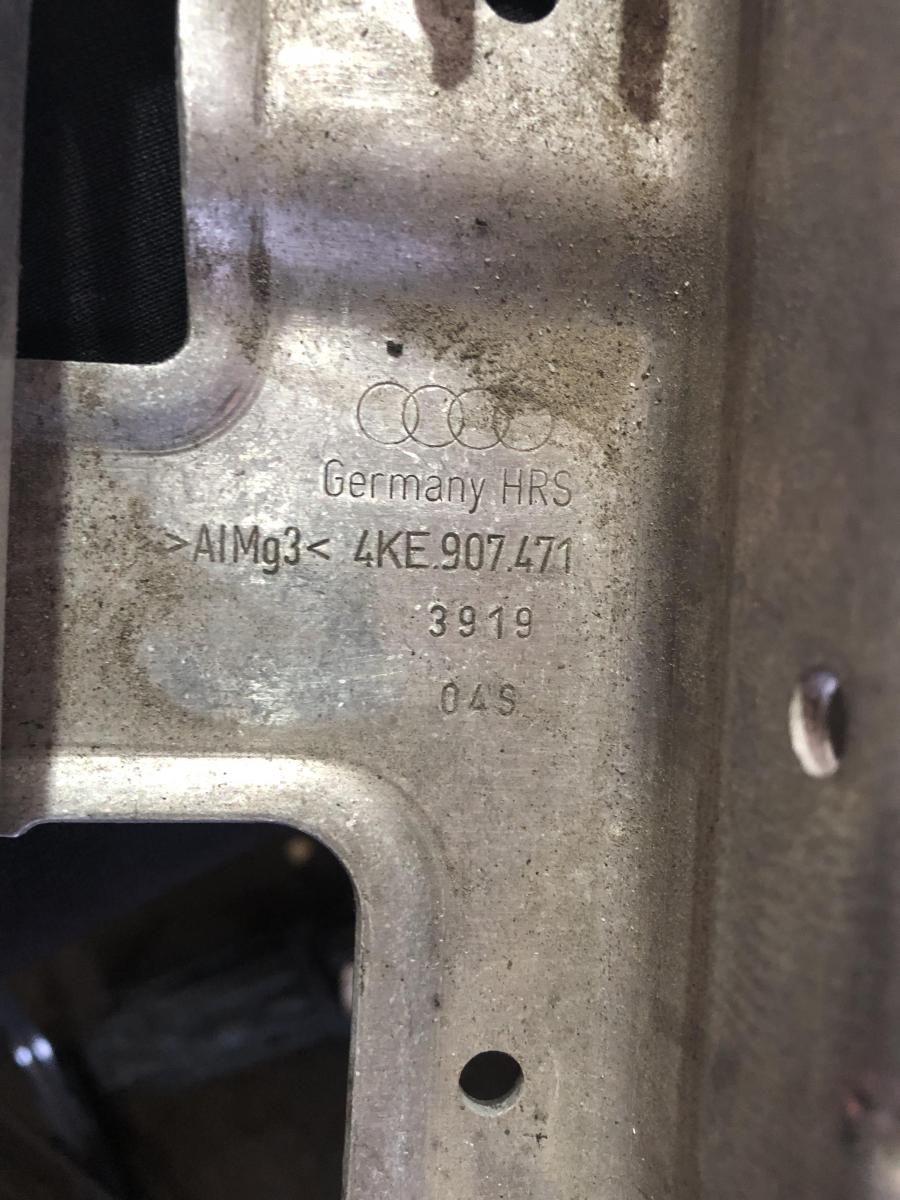 Germany HRS
>AlMg3< 4KE.907.471
3919
04S